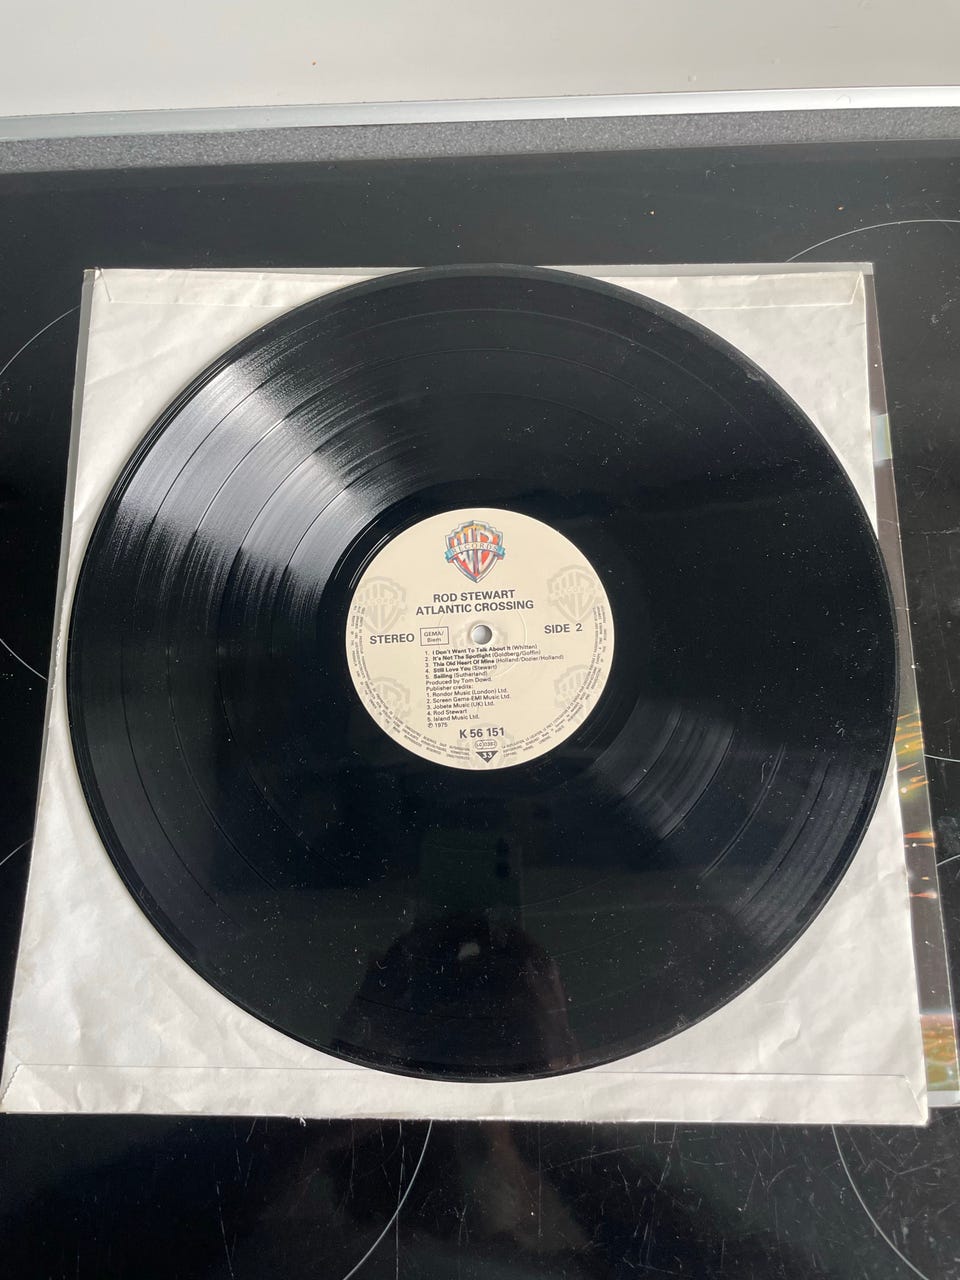 RECORDS
ROD STEWART
ATLANTIC CROSSING
STEREO GEMA/ Biem SIDE 2
1. I Don't Want To Talk About It (Whitten)
2. It's Not The Spotlight (Goldberg/Goffin)
3. This Old Heart Of Mine (Holland/Dozier/Holland)
4. Still Love You (Stewart)
5. Sailing (Sutherland)
Produced by Tom Dowd.
Publisher credits:
1. Rondor Music (London) Ltd.
2. Screen Gems-EMI Music Ltd.
3. Jobete Music (UK) Ltd.
4. Rod Stewart
5. Island Music Ltd.
℗ 1975
K 56 151
33